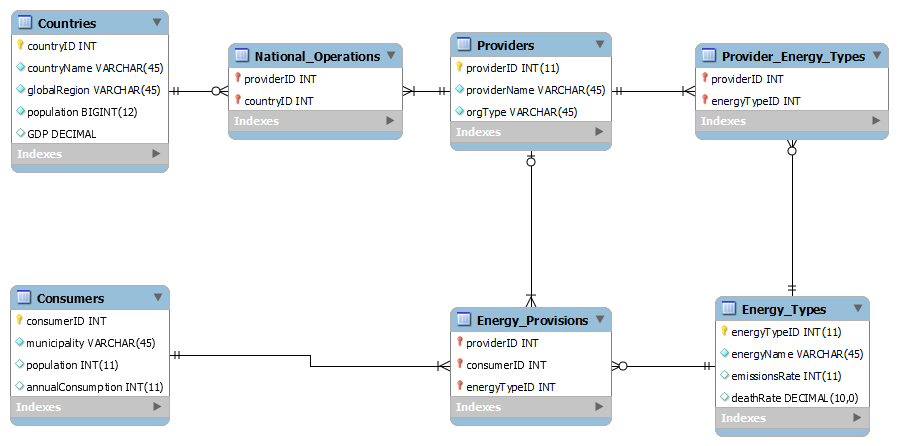 Countries
countryID INT
countryName VARCHAR(45)
globalRegion VARCHAR(45)
population BIGINT(12)
GDP DECIMAL
Indexes
National_Operations
providerID INT
countryID INT
Indexes
Providers
providerID INT(11)
providerName VARCHAR(45)
orgType VARCHAR(45)
Indexes
Provider_Energy_Types
providerID INT
energyTypeID INT
Indexes
Consumers
consumerID INT
municipality VARCHAR(45)
population INT(11)
annualConsumption INT(11)
Indexes
Energy_Provisions
providerID INT
consumerID INT
energyTypeID INT
Indexes
Energy_Types
energyTypeID INT(11)
energyName VARCHAR(45)
emissionsRate INT(11)
deathRate DECIMAL(10,0)
Indexes